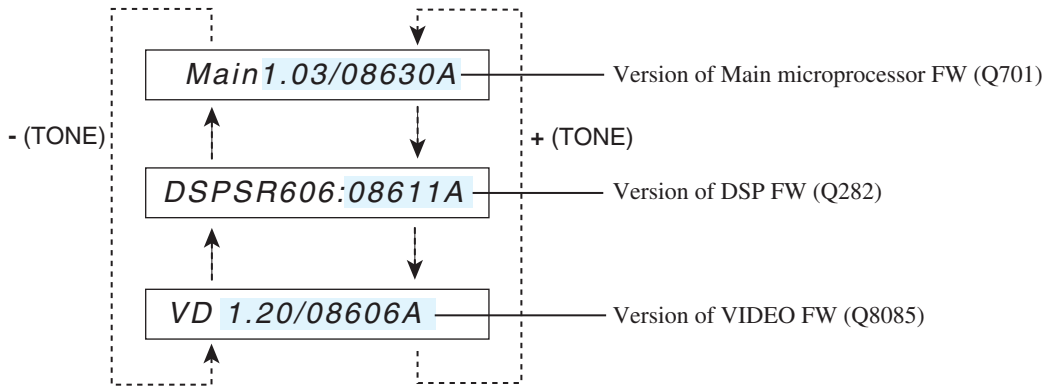 Main1.03/08630A
Version of Main microprocessor FW (Q701)
- (TONE)
+ (TONE)
DSPSR606:08611A
Version of DSP FW (Q282)
VD 1.20/08606A
Version of VIDEO FW (Q8085)